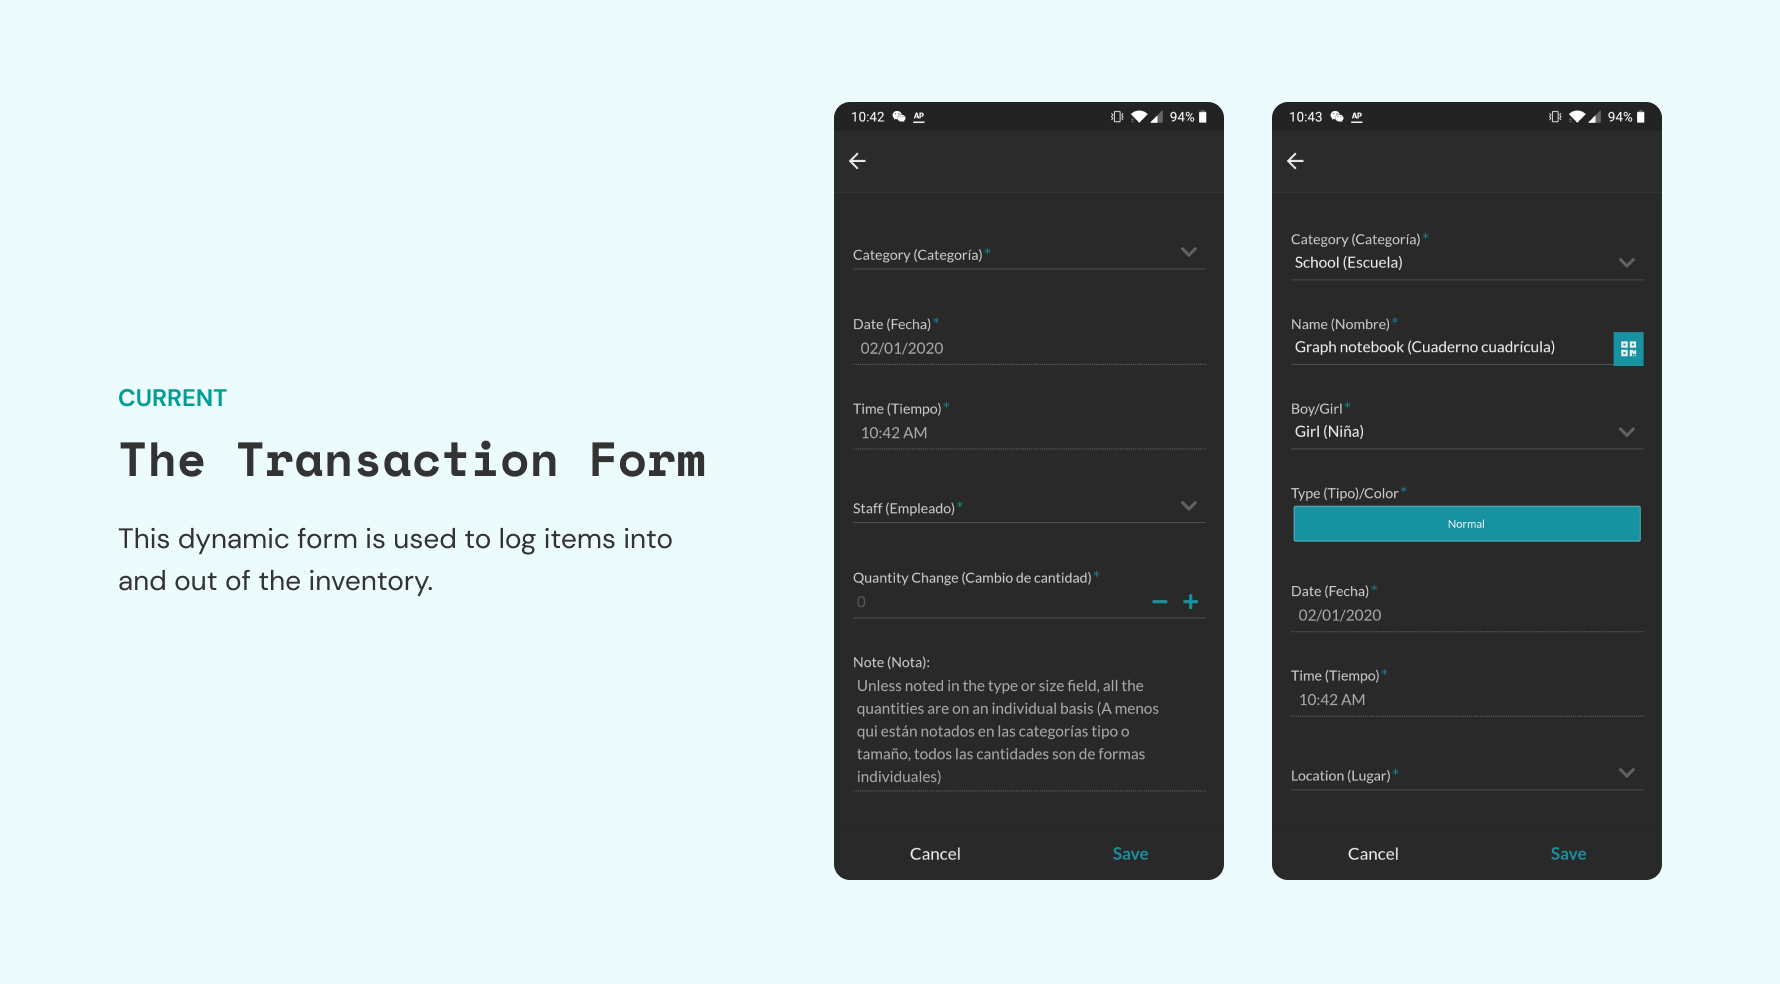 CURRENT
The Transaction Form
This dynamic form is used to log items into
and out of the inventory.
10:42 AP 94%
Category (Categoría)*
Date (Fecha)*
02/01/2020
Time (Tiempo)*
10:42 AM
Staff (Empleado)*
Quantity Change (Cambio de cantidad)*
0
Note (Nota):
Unless noted in the type or size field, all the
quantities are on an individual basis (A menos
qui están notados en las categorías tipo o
tamaño, todos las cantidades son de formas
individuales)
Cancel Save
10:43 AP 94%
Category (Categoría)*
School (Escuela)
Name (Nombre)*
Graph notebook (Cuaderno cuadrícula)
Boy/Girl*
Girl (Niña)
Type (Tipo)/Color*
Normal
Date (Fecha)*
02/01/2020
Time (Tiempo)*
10:42 AM
Location (Lugar)*
Cancel Save